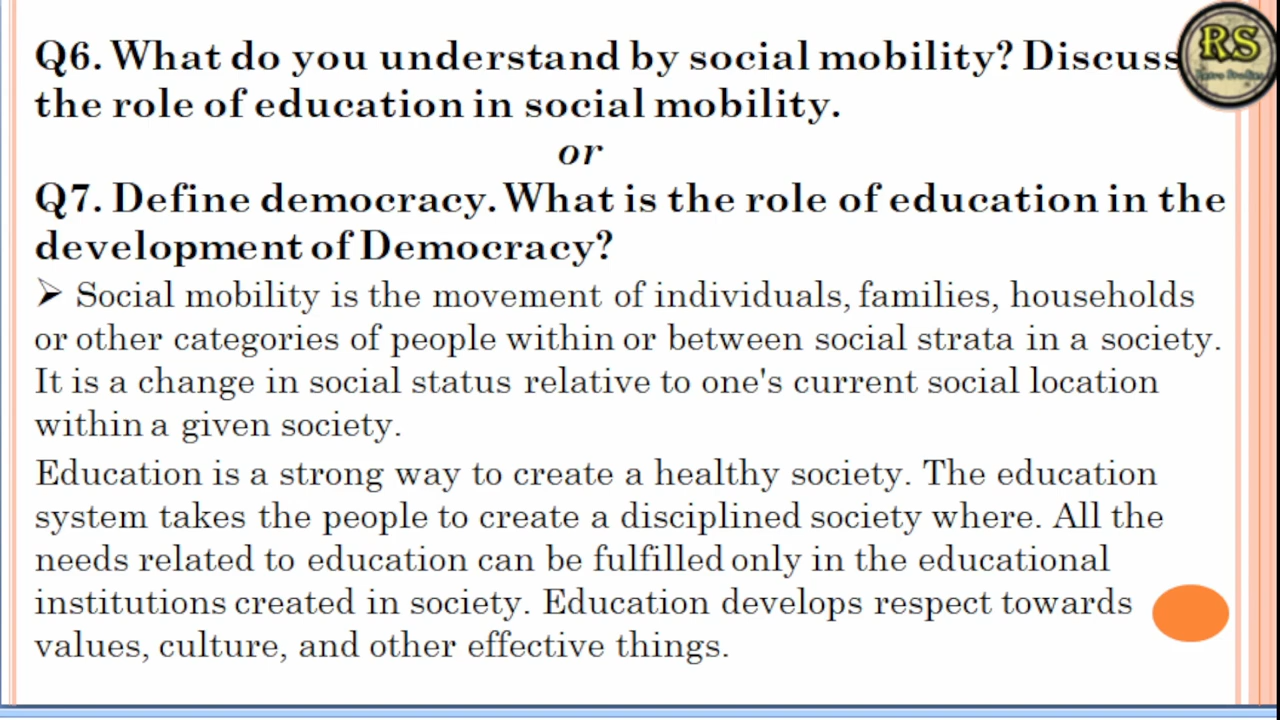 Q6. What do you understand by social mobility? Discuss
the role of education in social mobility.
or
Q7. Define democracy. What is the role of education in the
development of Democracy?
➢ Social mobility is the movement of individuals, families, households
or other categories of people within or between social strata in a society.
It is a change in social status relative to one's current social location
within a given society.
Education is a strong way to create a healthy society. The education
system takes the people to create a disciplined society where. All the
needs related to education can be fulfilled only in the educational
institutions created in society. Education develops respect towards
values, culture, and other effective things.
RS